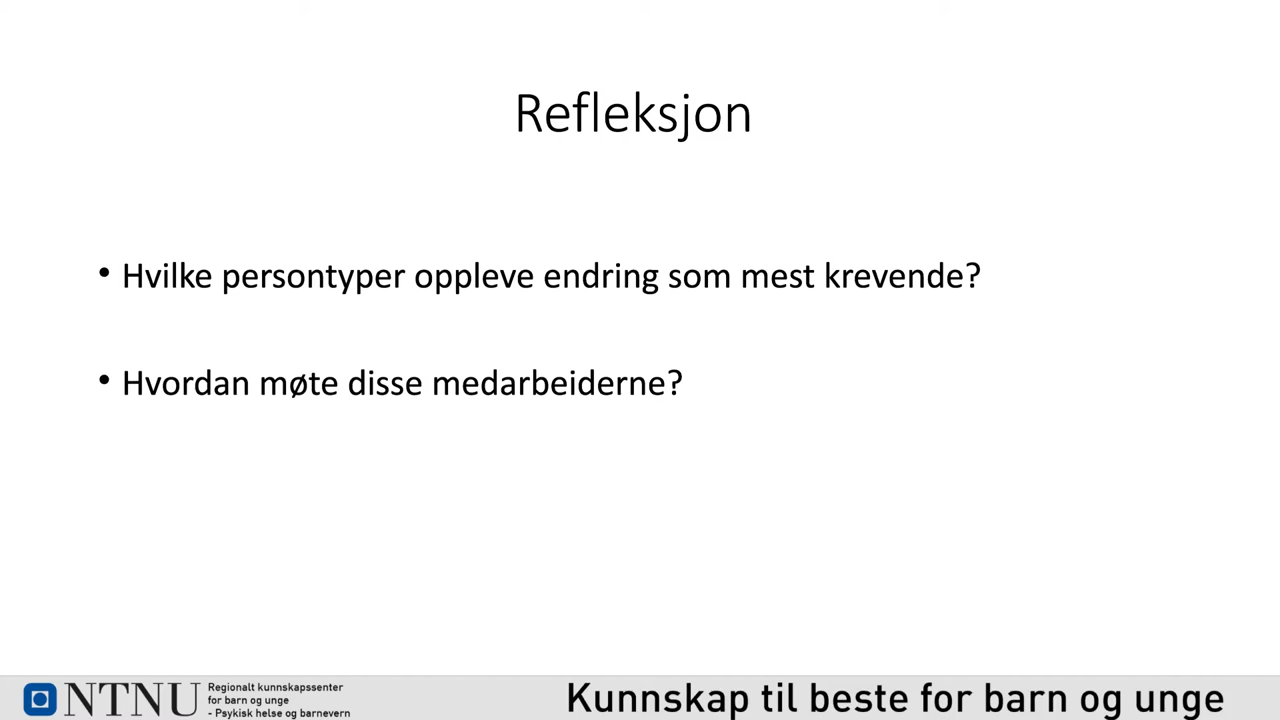 Refleksjon
• Hvilke persontyper oppleve endring som mest krevende?
• Hvordan møte disse medarbeiderne?
NTNU
Regionalt kunnskapssenter
for barn og unge
- Psykisk helse og barnevern
Kunnskap til beste for barn og unge